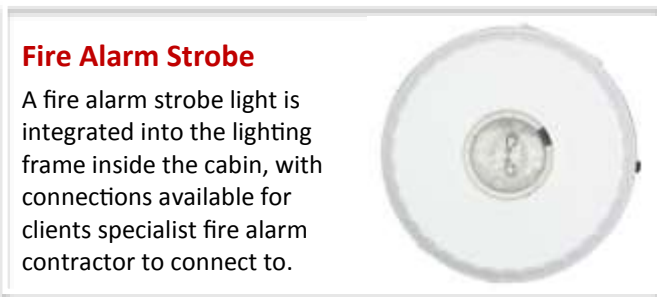 Fire Alarm Strobe
A fire alarm strobe light is
integrated into the lighting
frame inside the cabin, with
connections available for
clients specialist fire alarm
contractor to connect to.